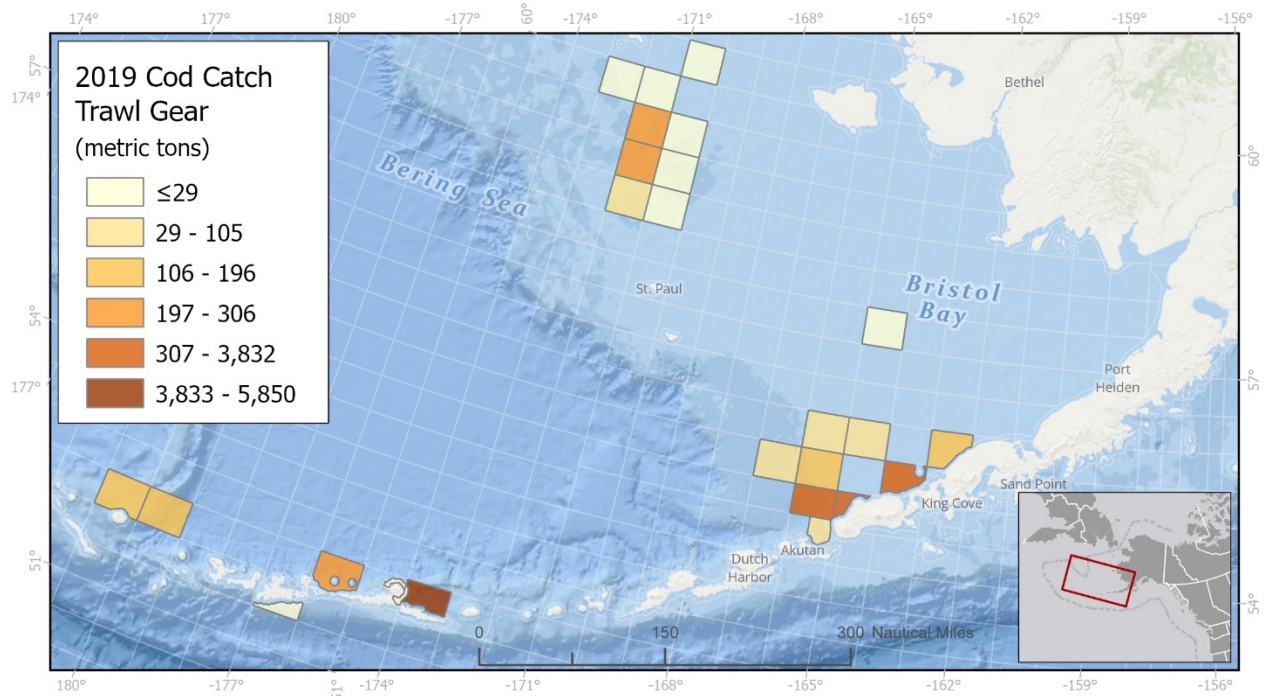 174°
177°
180°
-177°
60°
-174°
-171°
-168°
-165°
-162°
-159°
-156°
57°
174°
54°
177°
51°
60°
57°
54°
2019 Cod Catch
Trawl Gear
(metric tons)
≤29
29 - 105
106 - 196
197 - 306
307 - 3,832
3,833 - 5,850
Bethel
Bering Sea
St. Paul
Bristol
Bay
Port
Heiden
Sand Point
King Cove
Akutan
Dutch
Harbor
0 150 300 Nautical Miles
180°
-177°
51°
-174°
-171°
-168°
-165°
-162°
-159°